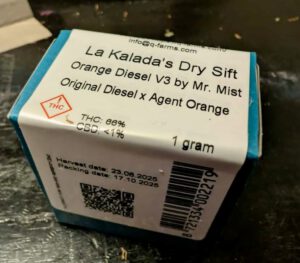 info@q-farms.com
La Kalada's Dry Sift
Orange Diesel V3 by Mr. Mist
Original Diesel x Agent Orange
THC
THC: 66%
CBD: <1%
1 gram
Harvest date: 23.08.2025
Packing date: 17.10.2025
8721334002219